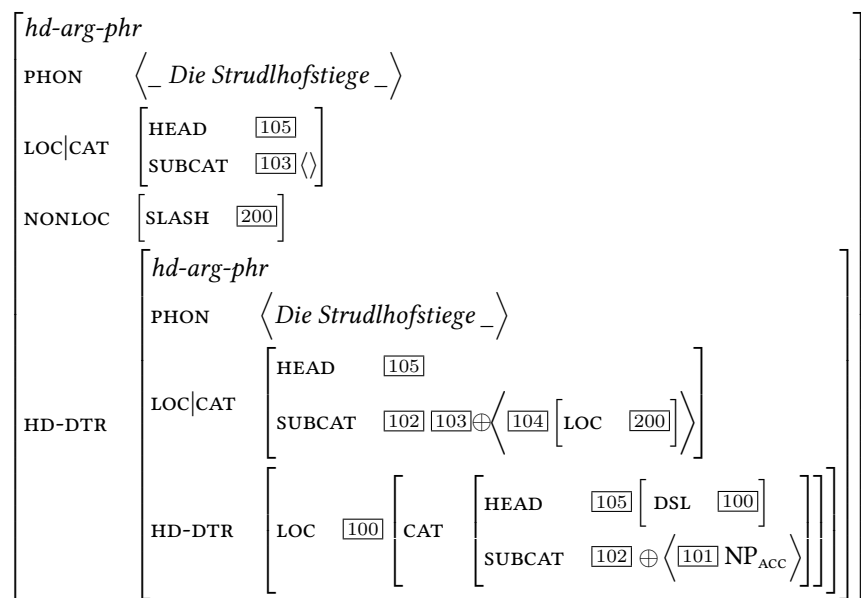 hd-arg-phr
PHON ⟨_ Die Strudlhofstiege _⟩
LOC|CAT [HEAD 105
SUBCAT 103 ⟨⟩]
NONLOC [SLASH 200]
HD-DTR [hd-arg-phr
PHON ⟨Die Strudlhofstiege _⟩
LOC|CAT [HEAD 105
SUBCAT 102 103 ⊕ ⟨104 [LOC 200]⟩]
HD-DTR [LOC 100 [CAT [HEAD 105 [DSL 100]
SUBCAT 102 ⊕ ⟨101 NP_ACC⟩]]]]